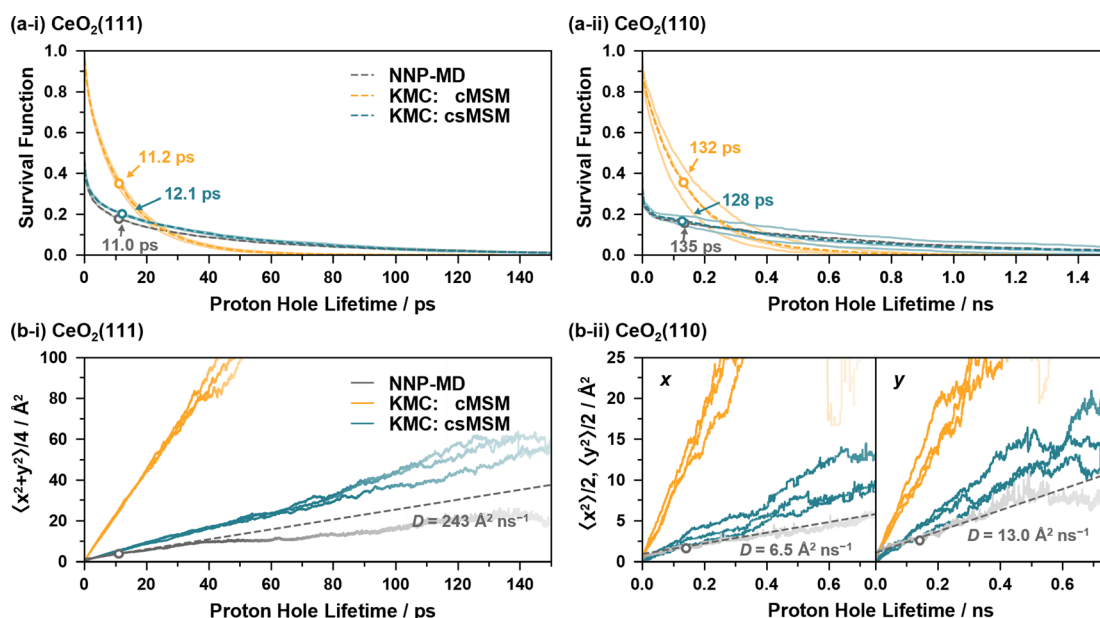 (a-i) CeO₂(111)
1.0
0.8
0.6
0.4
0.2
0.0
Survival Function
NNP-MD
KMC: cMSM
KMC: csMSM
11.2 ps
12.1 ps
11.0 ps
0 20 40 60 80 100 120 140
Proton Hole Lifetime / ps
(a-ii) CeO₂(110)
1.0
0.8
0.6
0.4
0.2
0.0
Survival Function
132 ps
128 ps
135 ps
0.0 0.2 0.4 0.6 0.8 1.0 1.2 1.4
Proton Hole Lifetime / ns
(b-i) CeO₂(111)
100
80
60
40
20
0
⟨x²+y²⟩/4 / Å²
NNP-MD
KMC: cMSM
KMC: csMSM
D = 243 Å² ns⁻¹
0 20 40 60 80 100 120 140
Proton Hole Lifetime / ps
(b-ii) CeO₂(110)
25
20
15
10
5
0
⟨x²⟩/2, ⟨y²⟩/2 / Å²
x
D = 6.5 Å² ns⁻¹
y
D = 13.0 Å² ns⁻¹
0.0 0.2 0.4 0.6 0.0 0.2 0.4 0.6
Proton Hole Lifetime / ns